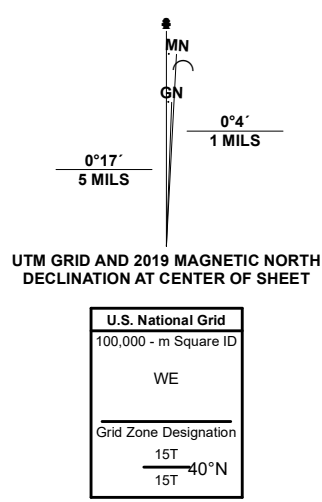 MN
GN
0°4´
1 MILS
0°17´
5 MILS
UTM GRID AND 2019 MAGNETIC NORTH
DECLINATION AT CENTER OF SHEET
U.S. National Grid
100,000 - m Square ID
WE
Grid Zone Designation
15T
40°N
15T